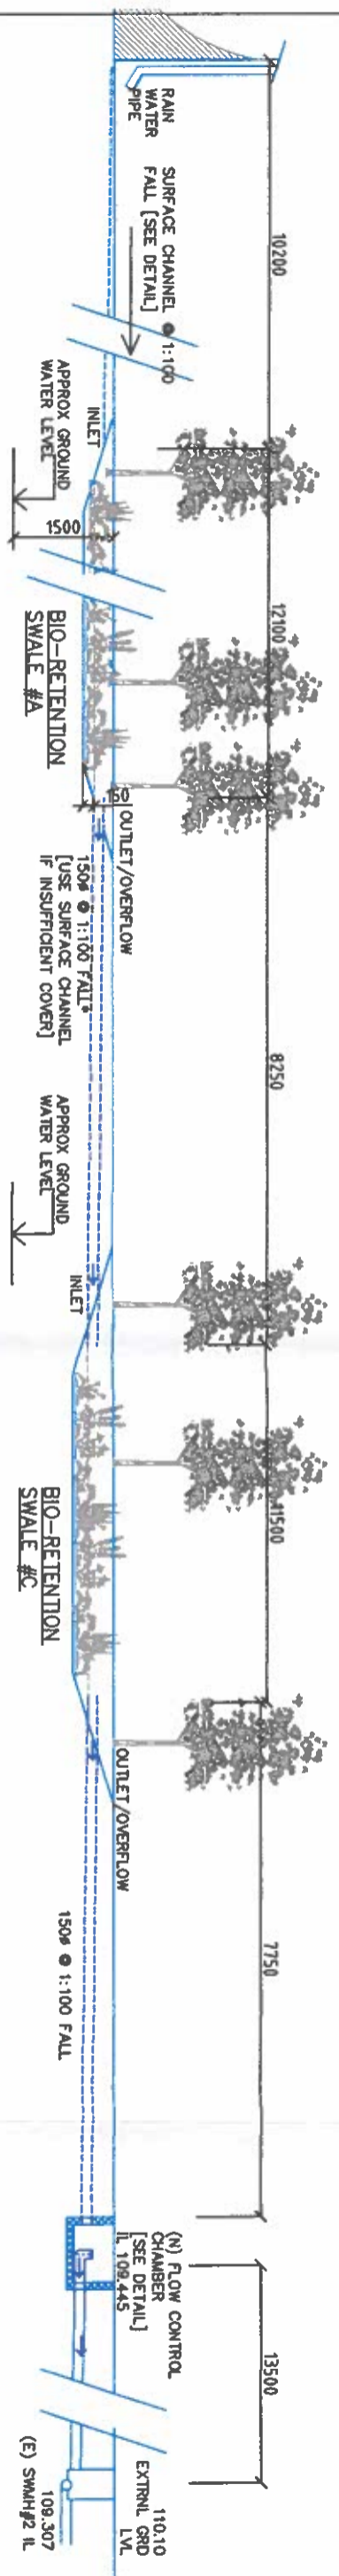 RAIN
WATER
PIPE
10200
SURFACE CHANNEL @ 1:100
FALL [SEE DETAIL]
INLET
APPROX GROUND
WATER LEVEL
1500
12100
BIO-RETENTION
SWALE #A
150
OUTLET/OVERFLOW
150ø @ 1:100 FALL*
[USE SURFACE CHANNEL
IF INSUFFICIENT COVER]
8250
APPROX GROUND
WATER LEVEL
INLET
11500
BIO-RETENTION
SWALE #C
OUTLET/OVERFLOW
150ø @ 1:100 FALL
7750
(N) FLOW CONTROL
CHAMBER
[SEE DETAIL]
IL 109.445
13500
110.10
EXTRNL GRD
LVL
109.307
(E) SWMH#2 IL